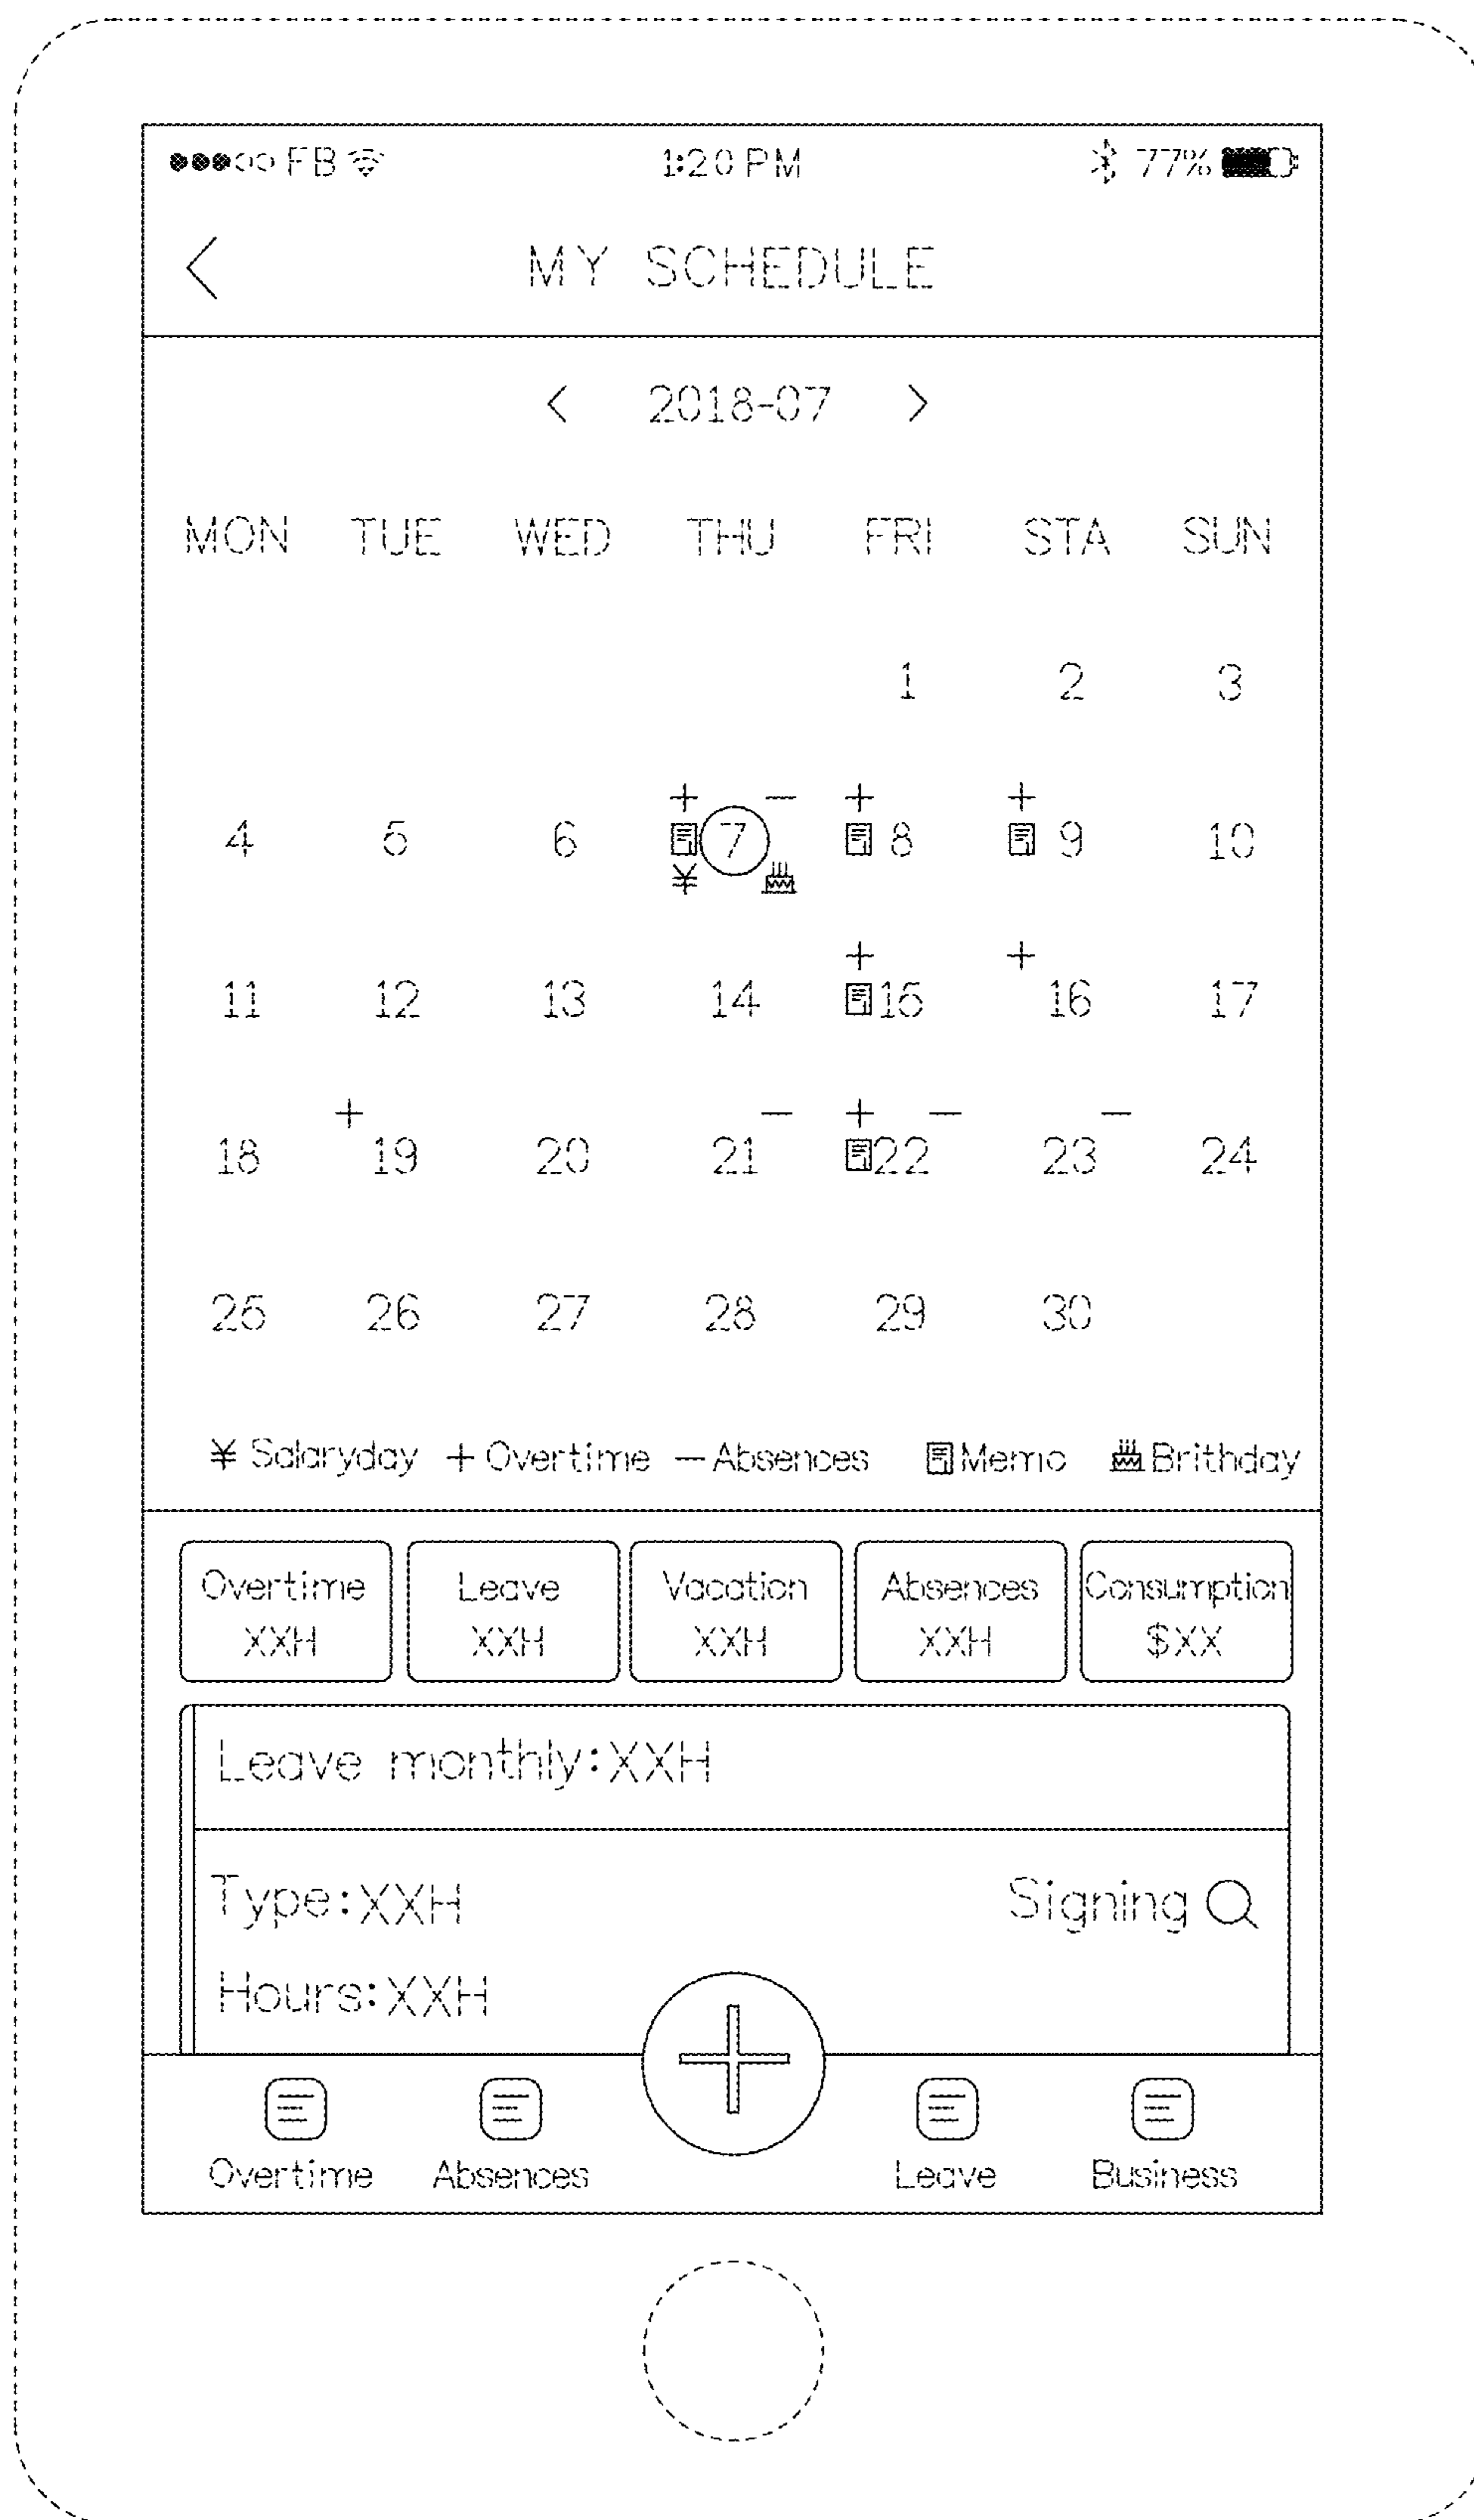 FB 1:20 PM 77%
MY SCHEDULE
< 2018-07 >
MON TUE WED THU FRI STA SUN
1 2 3
+ − + +
4 5 6 7 8 9 10
¥
+ +
11 12 13 14 15 16 17
+ − + − −
18 19 20 21 22 23 24
25 26 27 28 29 30
¥ Salaryday + Overtime − Absences Memo Brithday
Overtime Leave Vacation Absences Consumption
XXH XXH XXH XXH $XX
Leave monthly:XXH
Type:XXH Signing
Hours:XXH
Overtime Absences Leave Business